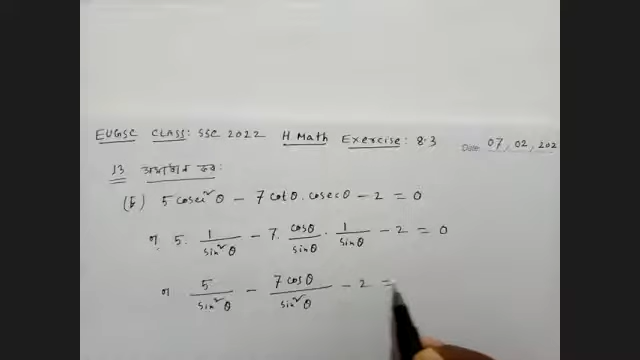 EUGSC CLASS: SSC 2022 H Math Exercise: 8.3 Date: 07, 02, 202
13 সমাধান কর:
5 cosec²θ - 7 cotθ. cosecθ - 2 = 0
বা 5. 1/sin²θ - 7. cosθ/sinθ . 1/sinθ - 2 = 0
বা 5/sin²θ - 7cosθ/sin²θ - 2 =